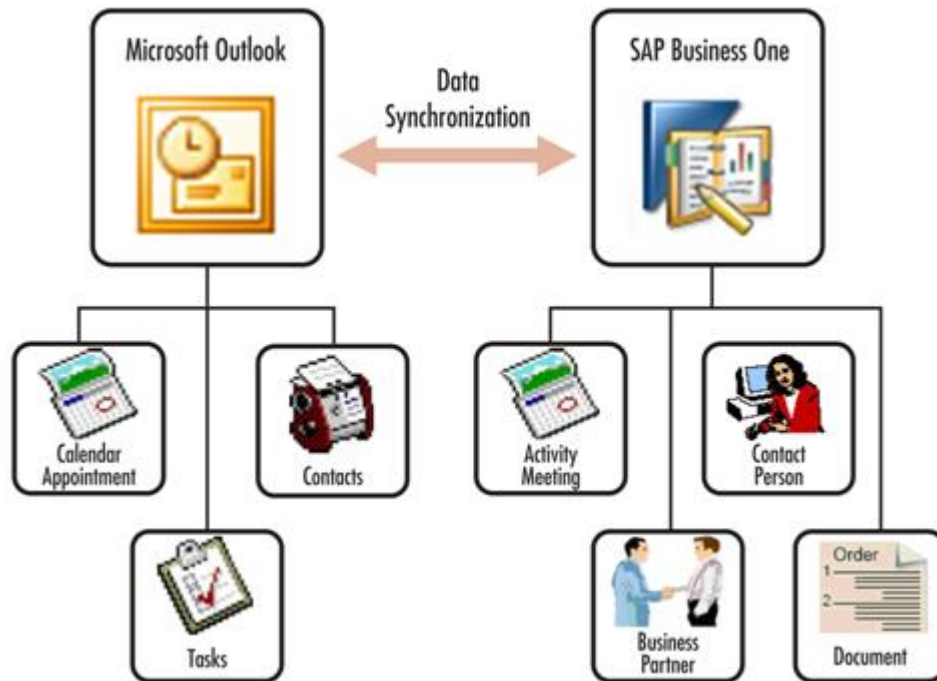 Microsoft Outlook
SAP Business One
Data
Synchronization
Calendar
Appointment
Contacts
Activity
Meeting
Contact
Person
Tasks
Business
Partner
Order
1
2
Document